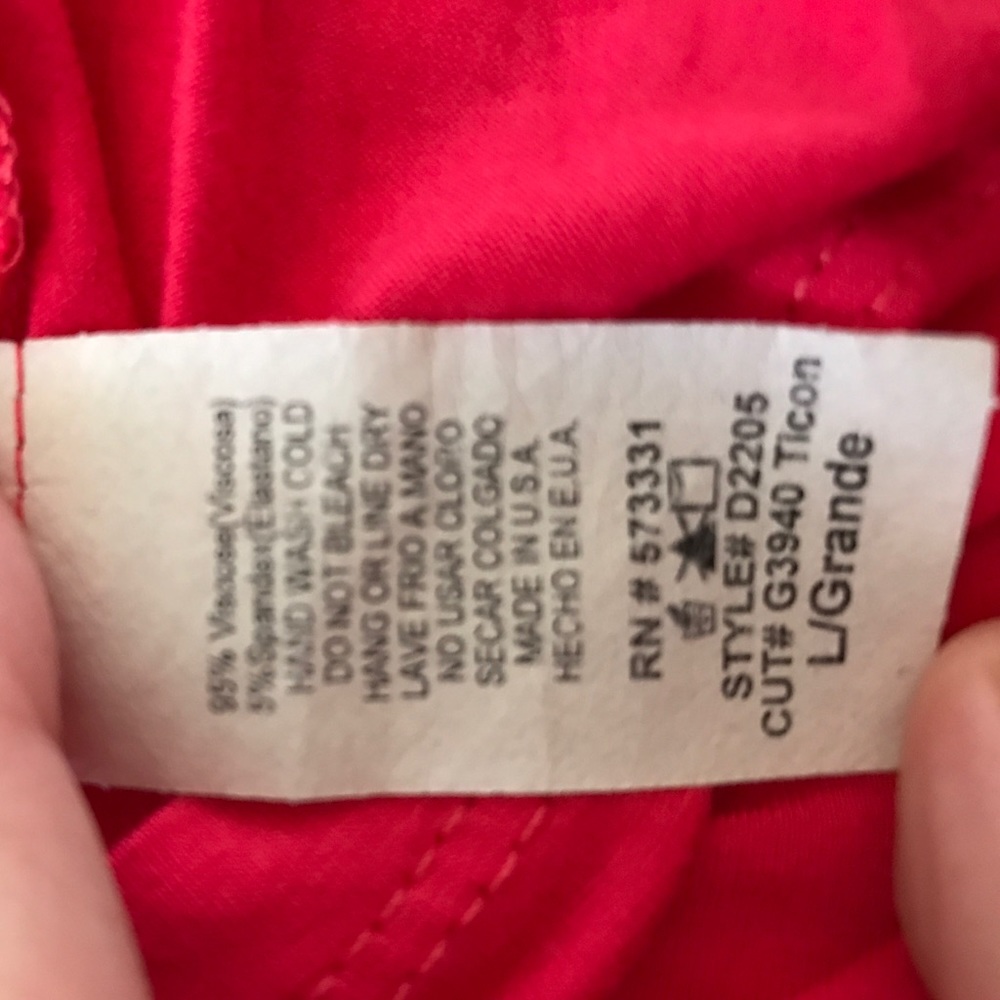 95% Viscose(Viscosa)
5%Spandex(Elastano)
HAND WASH COLD
DO NOT BLEACH
HANG OR LINE DRY
LAVE FRIO A MANO
NO USAR CLORO
SECAR COLGADO
MADE IN U.S.A.
HECHO EN E.U.A.
RN # 573331
STYLE# D2205
CUT# G3940 Ticon
L/Grande